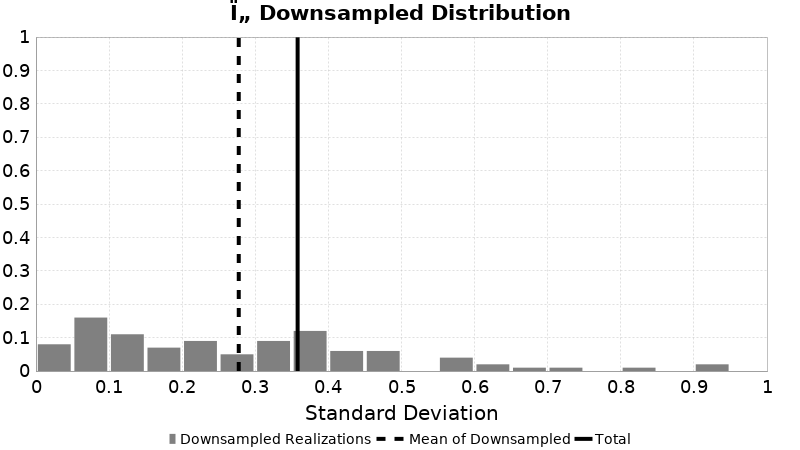 Ï„ Downsampled Distribution
1
0.9
0.8
0.7
0.6
0.5
0.4
0.3
0.2
0.1
0
0 0.1 0.2 0.3 0.4 0.5 0.6 0.7 0.8 0.9 1
Standard Deviation
Downsampled Realizations Mean of Downsampled Total